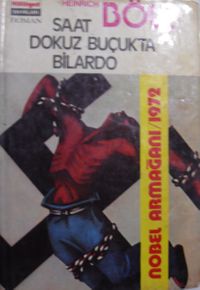 HEINRICH BÖLL
ROMAN
SAAT
DOKUZ BUÇUKTA
BİLARDO
NOBEL ARMAĞANI/1972